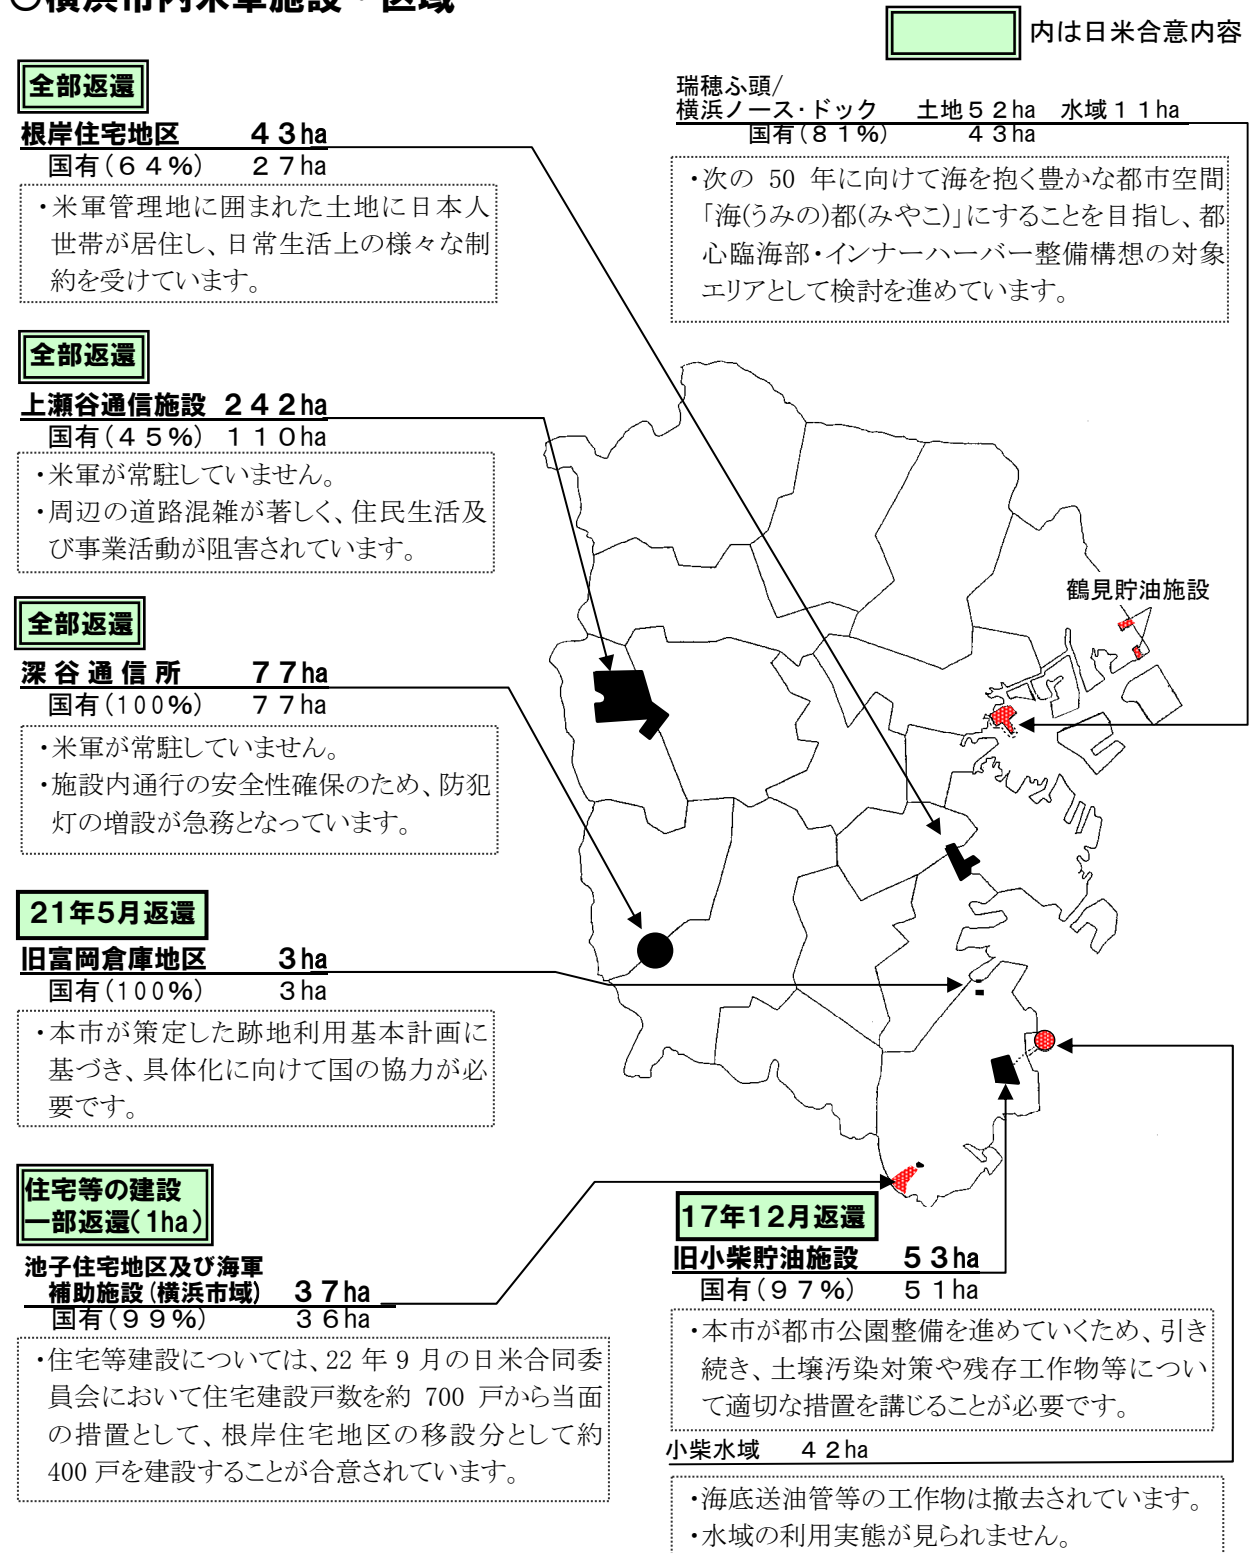 ○横浜市内米軍施設・区域
内は日米合意内容
全部返還
根岸住宅地区 43ha
国有(64%) 27ha
・米軍管理地に囲まれた土地に日本人
世帯が居住し、日常生活上の様々な制
約を受けています。
瑞穂ふ頭/
横浜ノース・ドック 土地52ha 水域11ha
国有(81%) 43ha
・次の 50 年に向けて海を抱く豊かな都市空間
「海(うみの)都(みやこ)」にすることを目指し、都
心臨海部・インナーハーバー整備構想の対象
エリアとして検討を進めています。
全部返還
上瀬谷通信施設 242ha
国有(45%) 110ha
・米軍が常駐していません。
・周辺の道路混雑が著しく、住民生活及
び事業活動が阻害されています。
鶴見貯油施設
全部返還
深谷通信所 77ha
国有(100%) 77ha
・米軍が常駐していません。
・施設内通行の安全性確保のため、防犯
灯の増設が急務となっています。
21年5月返還
旧富岡倉庫地区 3ha
国有(100%) 3ha
・本市が策定した跡地利用基本計画に
基づき、具体化に向けて国の協力が必
要です。
住宅等の建設
一部返還(1ha)
池子住宅地区及び海軍
補助施設(横浜市域) 37ha
国有(99%) 36ha
・住宅等建設については、22 年 9 月の日米合同委
員会において住宅建設戸数を約 700 戸から当面
の措置として、根岸住宅地区の移設分として約
400 戸を建設することが合意されています。
17年12月返還
旧小柴貯油施設 53ha
国有(97%) 51ha
・本市が都市公園整備を進めていくため、引き
続き、土壌汚染対策や残存工作物等につい
て適切な措置を講じることが必要です。
小柴水域 42ha
・海底送油管等の工作物は撤去されています。
・水域の利用実態が見られません。